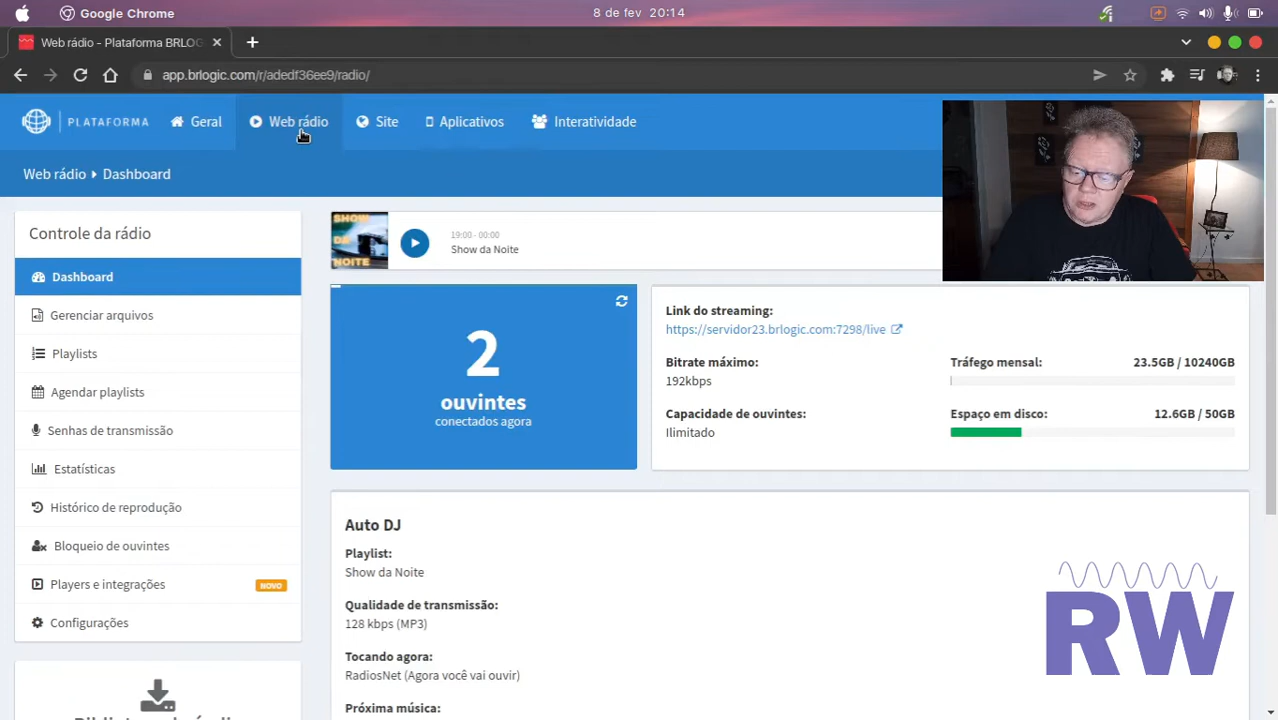 Google Chrome
8 de fev 20:14
Web rádio - Plataforma BRLOG
app.brlogic.com/r/adedf36ee9/radio/
PLATAFORMA
Geral
Web rádio
Site
Aplicativos
Interatividade
Web rádio
Dashboard
Controle da rádio
Dashboard
Gerenciar arquivos
Playlists
Agendar playlists
Senhas de transmissão
Estatísticas
Histórico de reprodução
Bloqueio de ouvintes
Players e integrações
NOVO
Configurações
SHOW
DA
NOITE
19:00 - 00:00
Show da Noite
2
ouvintes
conectados agora
Link do streaming:
https://servidor23.brlogic.com:7298/live
Bitrate máximo:
192kbps
Capacidade de ouvintes:
Ilimitado
Tráfego mensal:
23.5GB / 10240GB
Espaço em disco:
12.6GB / 50GB
Auto DJ
Playlist:
Show da Noite
Qualidade de transmissão:
128 kbps (MP3)
Tocando agora:
RadiosNet (Agora você vai ouvir)
Próxima música:
RW